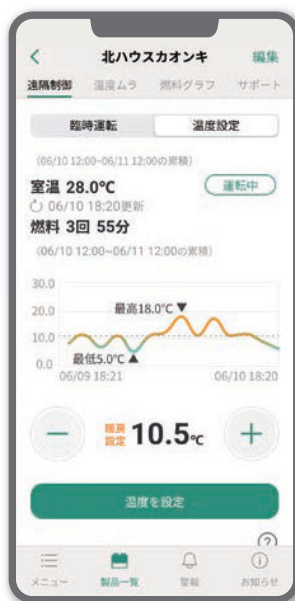 北ハウスカオンキ 編集
遠隔制御 温度ムラ 燃料グラフ サポート
臨時運転 温度設定
(06/10 12:00~06/11 12:00の累積)
室温 28.0℃ 運転中
06/10 18:20更新
燃料 3回 55分
(06/10 12:00~06/11 12:00の累積)
30.0
20.0
最高18.0℃▼
10.0
0.0
最低5.0℃▲
06/09 18:21 06/10 18:20
− 暖房設定 10.5℃ +
温度を設定
?
メニュー 製品一覧 警報 お知らせ